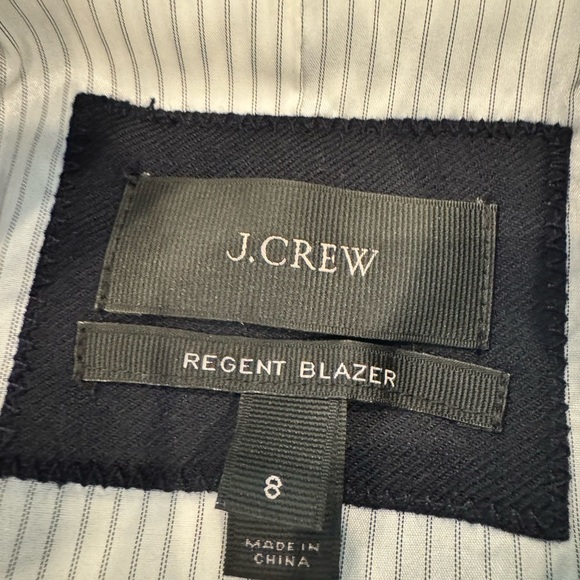 J.CREW
REGENT BLAZER
8
MADE IN
CHINA